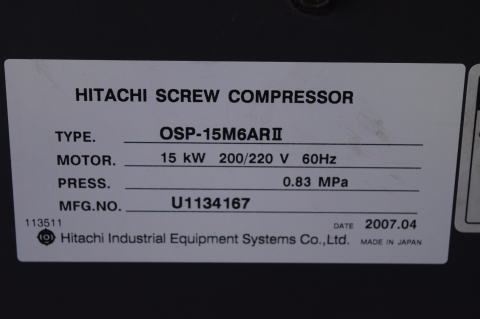 HITACHI SCREW COMPRESSOR
TYPE. OSP-15M6ARII
MOTOR. 15 kW 200/220 V 60Hz
PRESS. 0.83 MPa
MFG.NO. U1134167
113511 DATE 2007.04
Hitachi Industrial Equipment Systems Co.,Ltd. MADE IN JAPAN